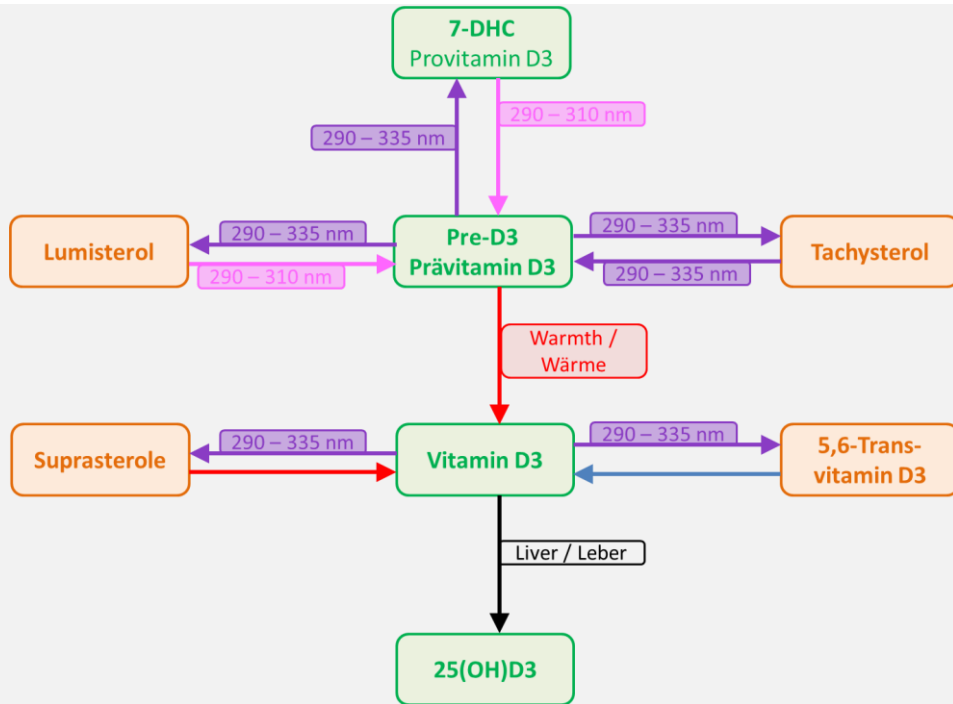 7-DHC
Provitamin D3
290 – 310 nm
290 – 335 nm
Lumisterol
290 – 335 nm
290 – 310 nm
Pre-D3
Prävitamin D3
290 – 335 nm
290 – 335 nm
Tachysterol
Warmth /
Wärme
Suprasterole
290 – 335 nm
Vitamin D3
290 – 335 nm
5,6-Trans-
vitamin D3
Liver / Leber
25(OH)D3